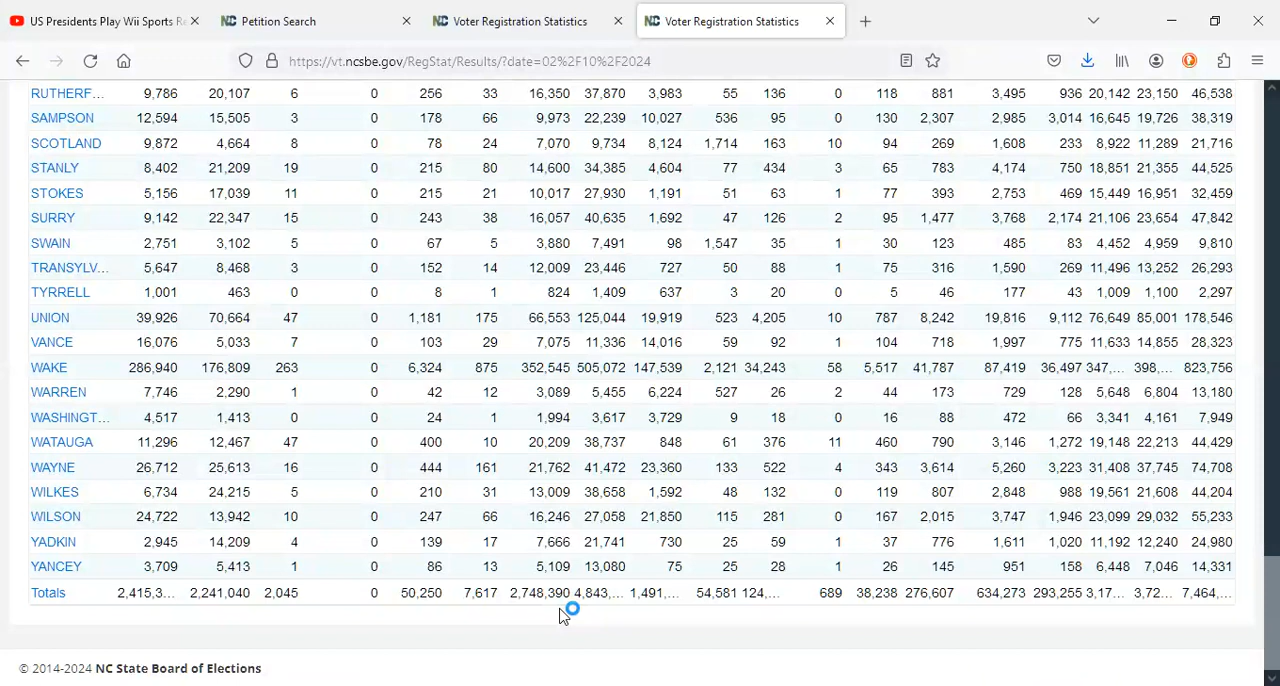 US Presidents Play Wii Sports Re
Petition Search
Voter Registration Statistics
Voter Registration Statistics
https://vt.ncsbe.gov/RegStat/Results/?date=02%2F10%2F2024
RUTHERF... 9,786 20,107 6 0 256 33 16,350 37,870 3,983 55 136 0 118 881 3,495 936 20,142 23,150 46,538
SAMPSON 12,594 15,505 3 0 178 66 9,973 22,239 10,027 536 95 0 130 2,307 2,985 3,014 16,645 19,726 38,319
SCOTLAND 9,872 4,664 8 0 78 24 7,070 9,734 8,124 1,714 163 10 94 269 1,608 233 8,922 11,289 21,716
STANLY 8,402 21,209 19 0 215 80 14,600 34,385 4,604 77 434 3 65 783 4,174 750 18,851 21,355 44,525
STOKES 5,156 17,039 11 0 215 21 10,017 27,930 1,191 51 63 1 77 393 2,753 469 15,449 16,951 32,459
SURRY 9,142 22,347 15 0 243 38 16,057 40,635 1,692 47 126 2 95 1,477 3,768 2,174 21,106 23,654 47,842
SWAIN 2,751 3,102 5 0 67 5 3,880 7,491 98 1,547 35 1 30 123 485 83 4,452 4,959 9,810
TRANSYLV... 5,647 8,468 3 0 152 14 12,009 23,446 727 50 88 1 75 316 1,590 269 11,496 13,252 26,293
TYRRELL 1,001 463 0 0 8 1 824 1,409 637 3 20 0 5 46 177 43 1,009 1,100 2,297
UNION 39,926 70,664 47 0 1,181 175 66,553 125,044 19,919 523 4,205 10 787 8,242 19,816 9,112 76,649 85,001 178,546
VANCE 16,076 5,033 7 0 103 29 7,075 11,336 14,016 59 92 1 104 718 1,997 775 11,633 14,855 28,323
WAKE 286,940 176,809 263 0 6,324 875 352,545 505,072 147,539 2,121 34,243 58 5,517 41,787 87,419 36,497 347,... 398,... 823,756
WARREN 7,746 2,290 1 0 42 12 3,089 5,455 6,224 527 26 2 44 173 729 128 5,648 6,804 13,180
WASHINGT... 4,517 1,413 0 0 24 1 1,994 3,617 3,729 9 18 0 16 88 472 66 3,341 4,161 7,949
WATAUGA 11,296 12,467 47 0 400 10 20,209 38,737 848 61 376 11 460 790 3,146 1,272 19,148 22,213 44,429
WAYNE 26,712 25,613 16 0 444 161 21,762 41,472 23,360 133 522 4 343 3,614 5,260 3,223 31,408 37,745 74,708
WILKES 6,734 24,215 5 0 210 31 13,009 38,658 1,592 48 132 0 119 807 2,848 988 19,561 21,608 44,204
WILSON 24,722 13,942 10 0 247 66 16,246 27,058 21,850 115 281 0 167 2,015 3,747 1,946 23,099 29,032 55,233
YADKIN 2,945 14,209 4 0 139 17 7,666 21,741 730 25 59 1 37 776 1,611 1,020 11,192 12,240 24,980
YANCEY 3,709 5,413 1 0 86 13 5,109 13,080 75 25 28 1 26 145 951 158 6,448 7,046 14,331
Totals 2,415,3... 2,241,040 2,045 0 50,250 7,617 2,748,390 4,843,... 1,491,... 54,581 124,... 689 38,238 276,607 634,273 293,255 3,17... 3,72... 7,464,...
© 2014-2024 NC State Board of Elections